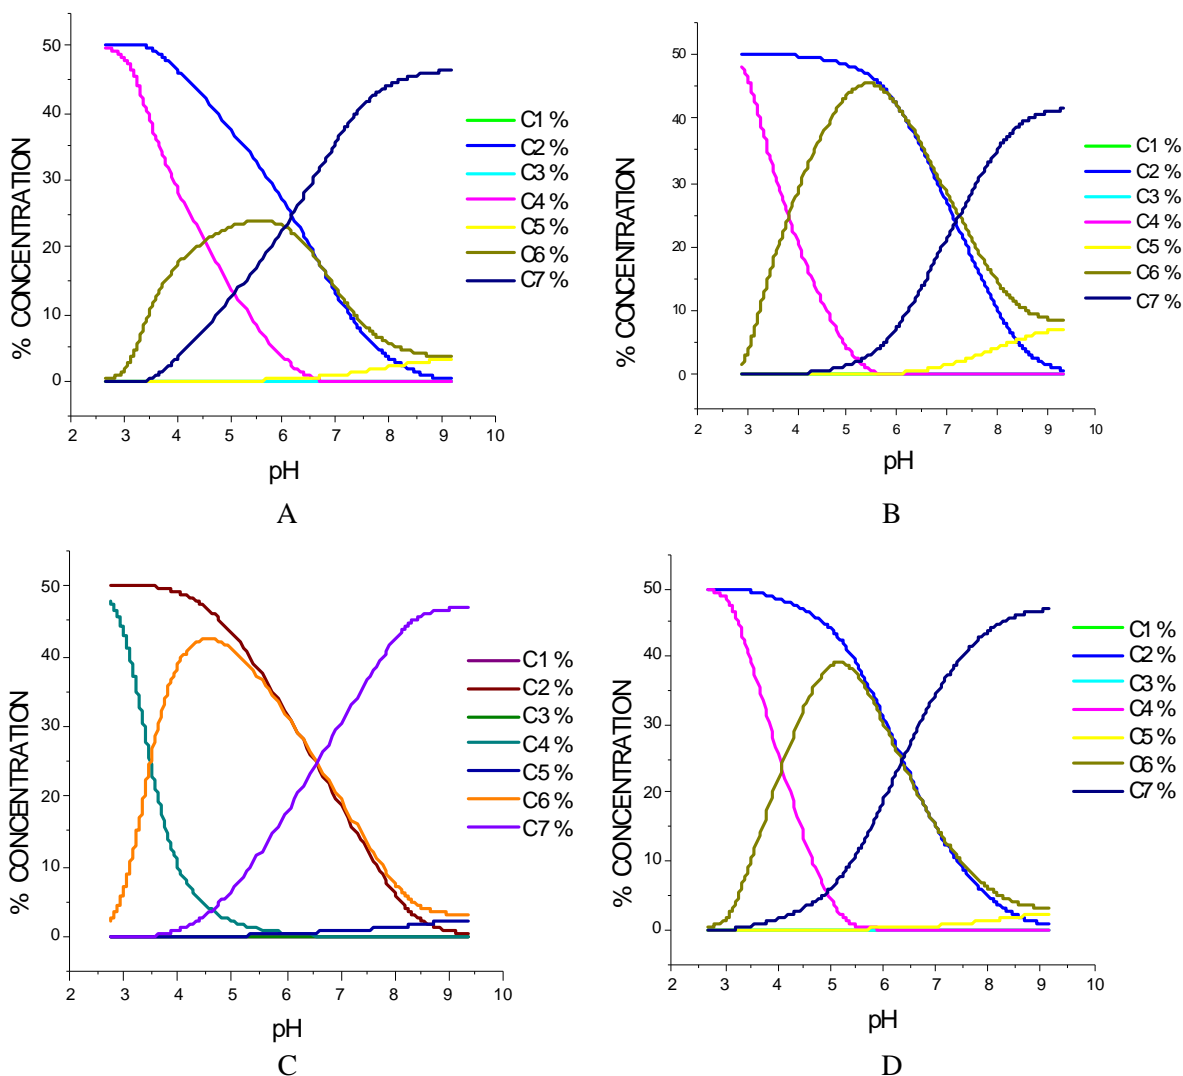 50
40
30
20
10
0
% CONCENTRATION
2 3 4 5 6 7 8 9 10
pH
C1 %
C2 %
C3 %
C4 %
C5 %
C6 %
C7 %
A
50
40
30
20
10
0
% CONCENTRATION
2 3 4 5 6 7 8 9 10
pH
C1 %
C2 %
C3 %
C4 %
C5 %
C6 %
C7 %
B
50
40
30
20
10
0
% CONCENTRATION
2 3 4 5 6 7 8 9 10
pH
C1 %
C2 %
C3 %
C4 %
C5 %
C6 %
C7 %
C
50
40
30
20
10
0
% CONCENTRATION
2 3 4 5 6 7 8 9 10
pH
C1 %
C2 %
C3 %
C4 %
C5 %
C6 %
C7 %
D